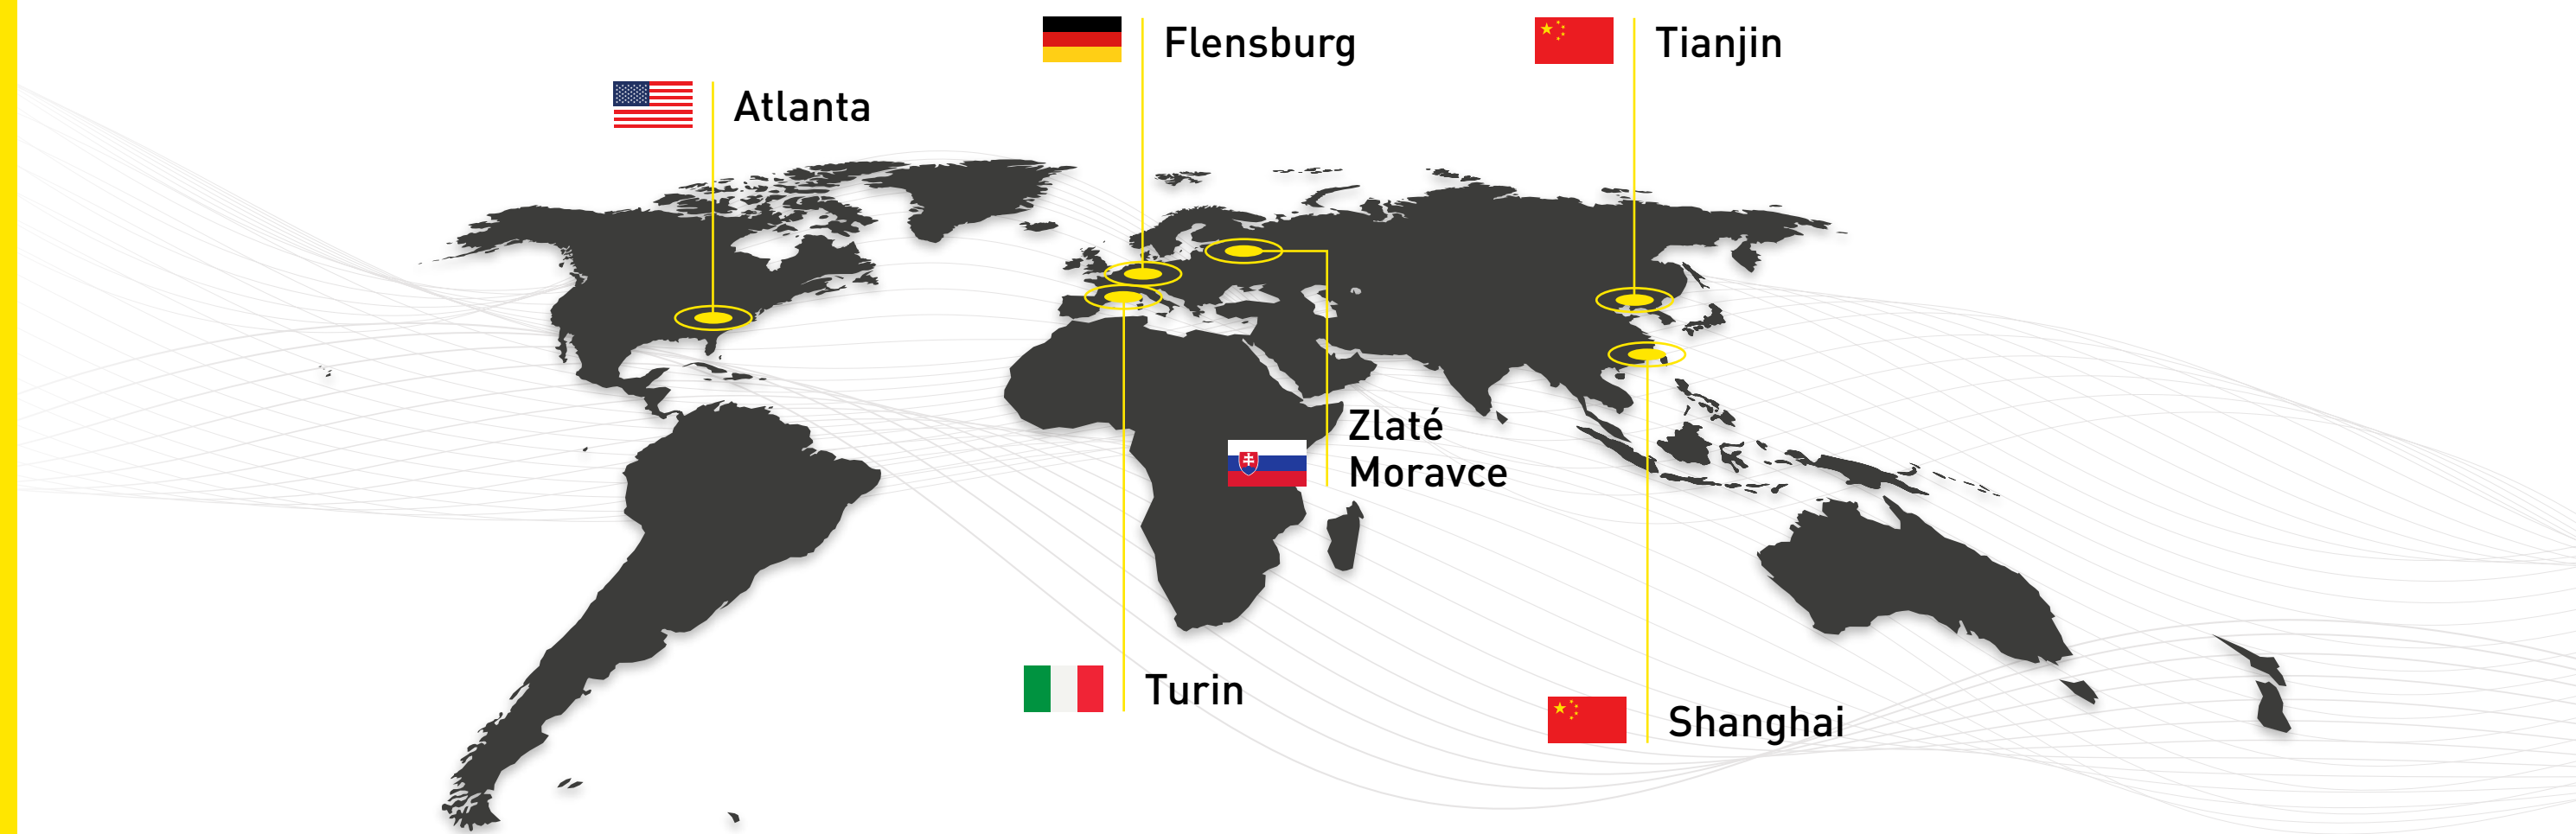 Flensburg
Tianjin
Atlanta
Zlaté
Moravce
Turin
Shanghai